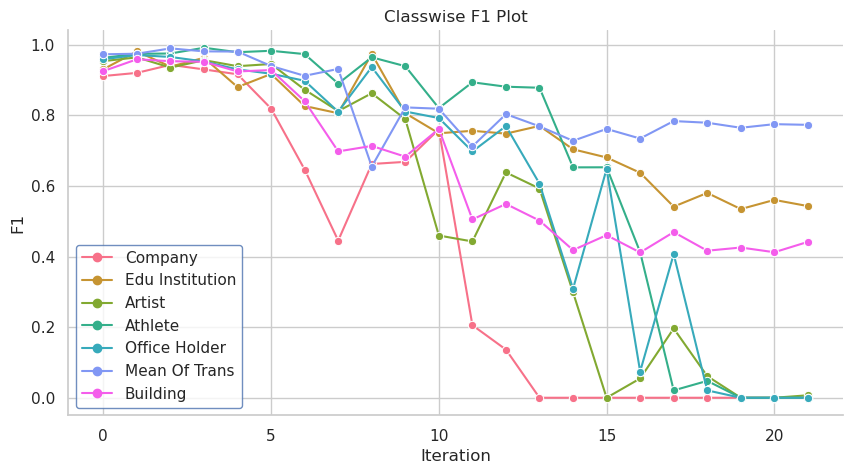 Classwise F1 Plot
1.0
0.8
0.6
0.4
0.2
0.0
F1
Company
Edu Institution
Artist
Athlete
Office Holder
Mean Of Trans
Building
0 5 10 15 20
Iteration